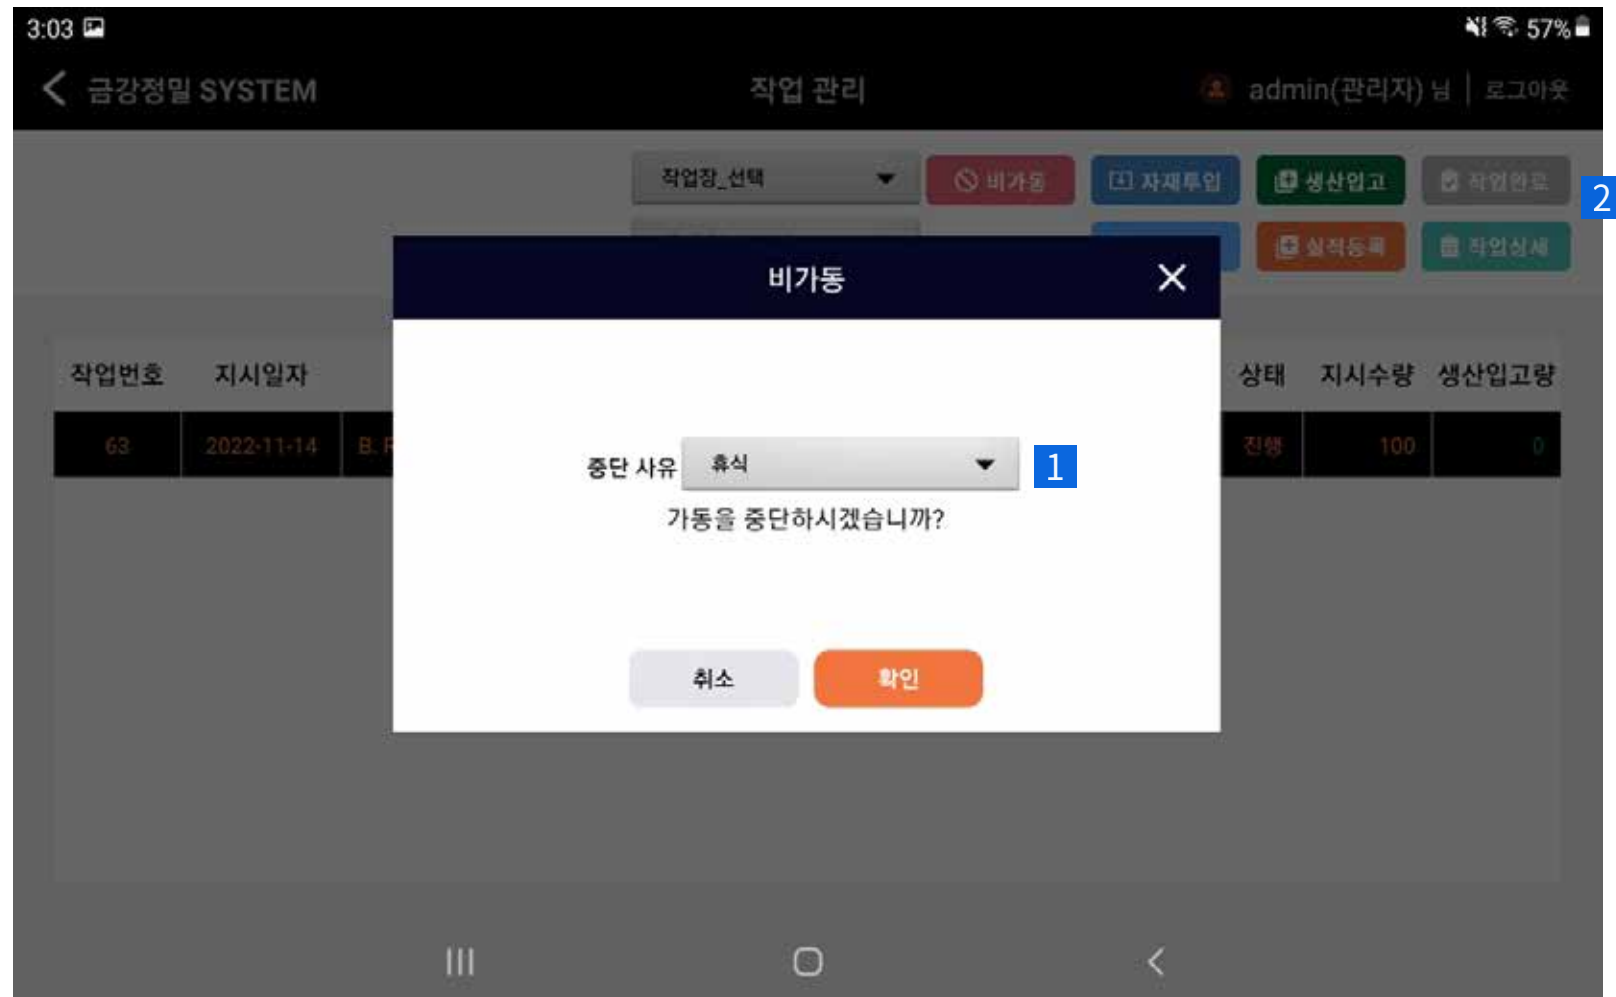 3:03 57%
금강정밀 SYSTEM 작업 관리 admin(관리자) 님 | 로그아웃
작업장_선택 비가동 자재투입 생산입고 작업완료 2
실적등록 작업상세
비가동
작업번호 지시일자 상태 지시수량 생산입고량
63 2022-11-14 B. R 진행 100 0
중단 사유 휴식 1
가동을 중단하시겠습니까?
취소 확인